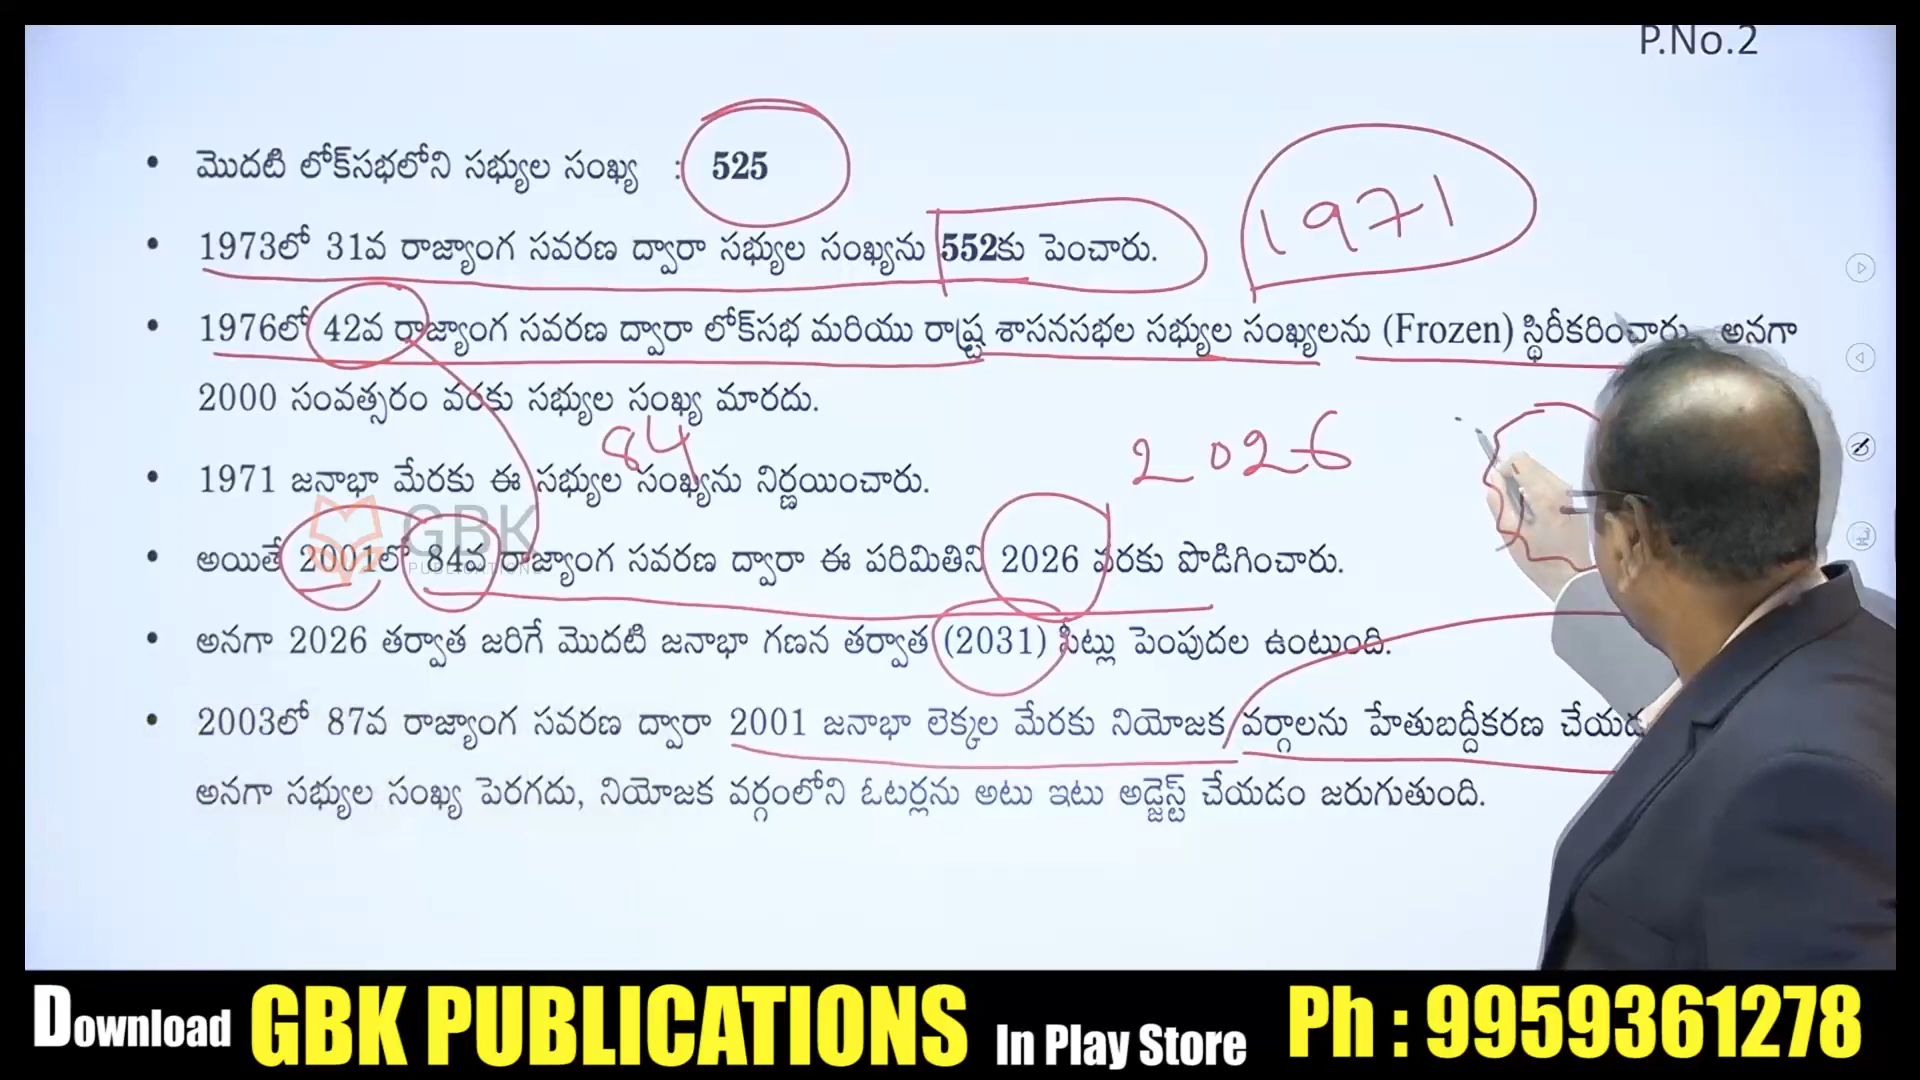 P.No.2
• మొదటి లోక్‌సభలోని సభ్యుల సంఖ్య : 525
• 1973లో 31వ రాజ్యాంగ సవరణ ద్వారా సభ్యుల సంఖ్యను 552కు పెంచారు.
1971
• 1976లో 42వ రాజ్యాంగ సవరణ ద్వారా లోక్‌సభ మరియు రాష్ట్ర శాసనసభల సభ్యుల సంఖ్యలను (Frozen) స్థిరీకరించారు అనగా
2000 సంవత్సరం వరకు సభ్యుల సంఖ్య మారదు.
84
2026
• 1971 జనాభా మేరకు ఈ సభ్యుల సంఖ్యను నిర్ణయించారు.
GBK
PUBLICATIONS
• అయితే 2001లో 84వ రాజ్యాంగ సవరణ ద్వారా ఈ పరిమితిని 2026 వరకు పొడిగించారు.
• అనగా 2026 తర్వాత జరిగే మొదటి జనాభా గణన తర్వాత (2031) సీట్లు పెంపుదల ఉంటుంది.
• 2003లో 87వ రాజ్యాంగ సవరణ ద్వారా 2001 జనాభా లెక్కల మేరకు నియోజక వర్గాలను హేతుబద్దీకరణ
అనగా సభ్యుల సంఖ్య పెరగదు, నియోజక వర్గంలోని ఓటర్లను అటు ఇటు అడ్జెస్ట్ చేయడం జరుగుతుంది.
Download GBK PUBLICATIONS In Play Store Ph : 9959361278